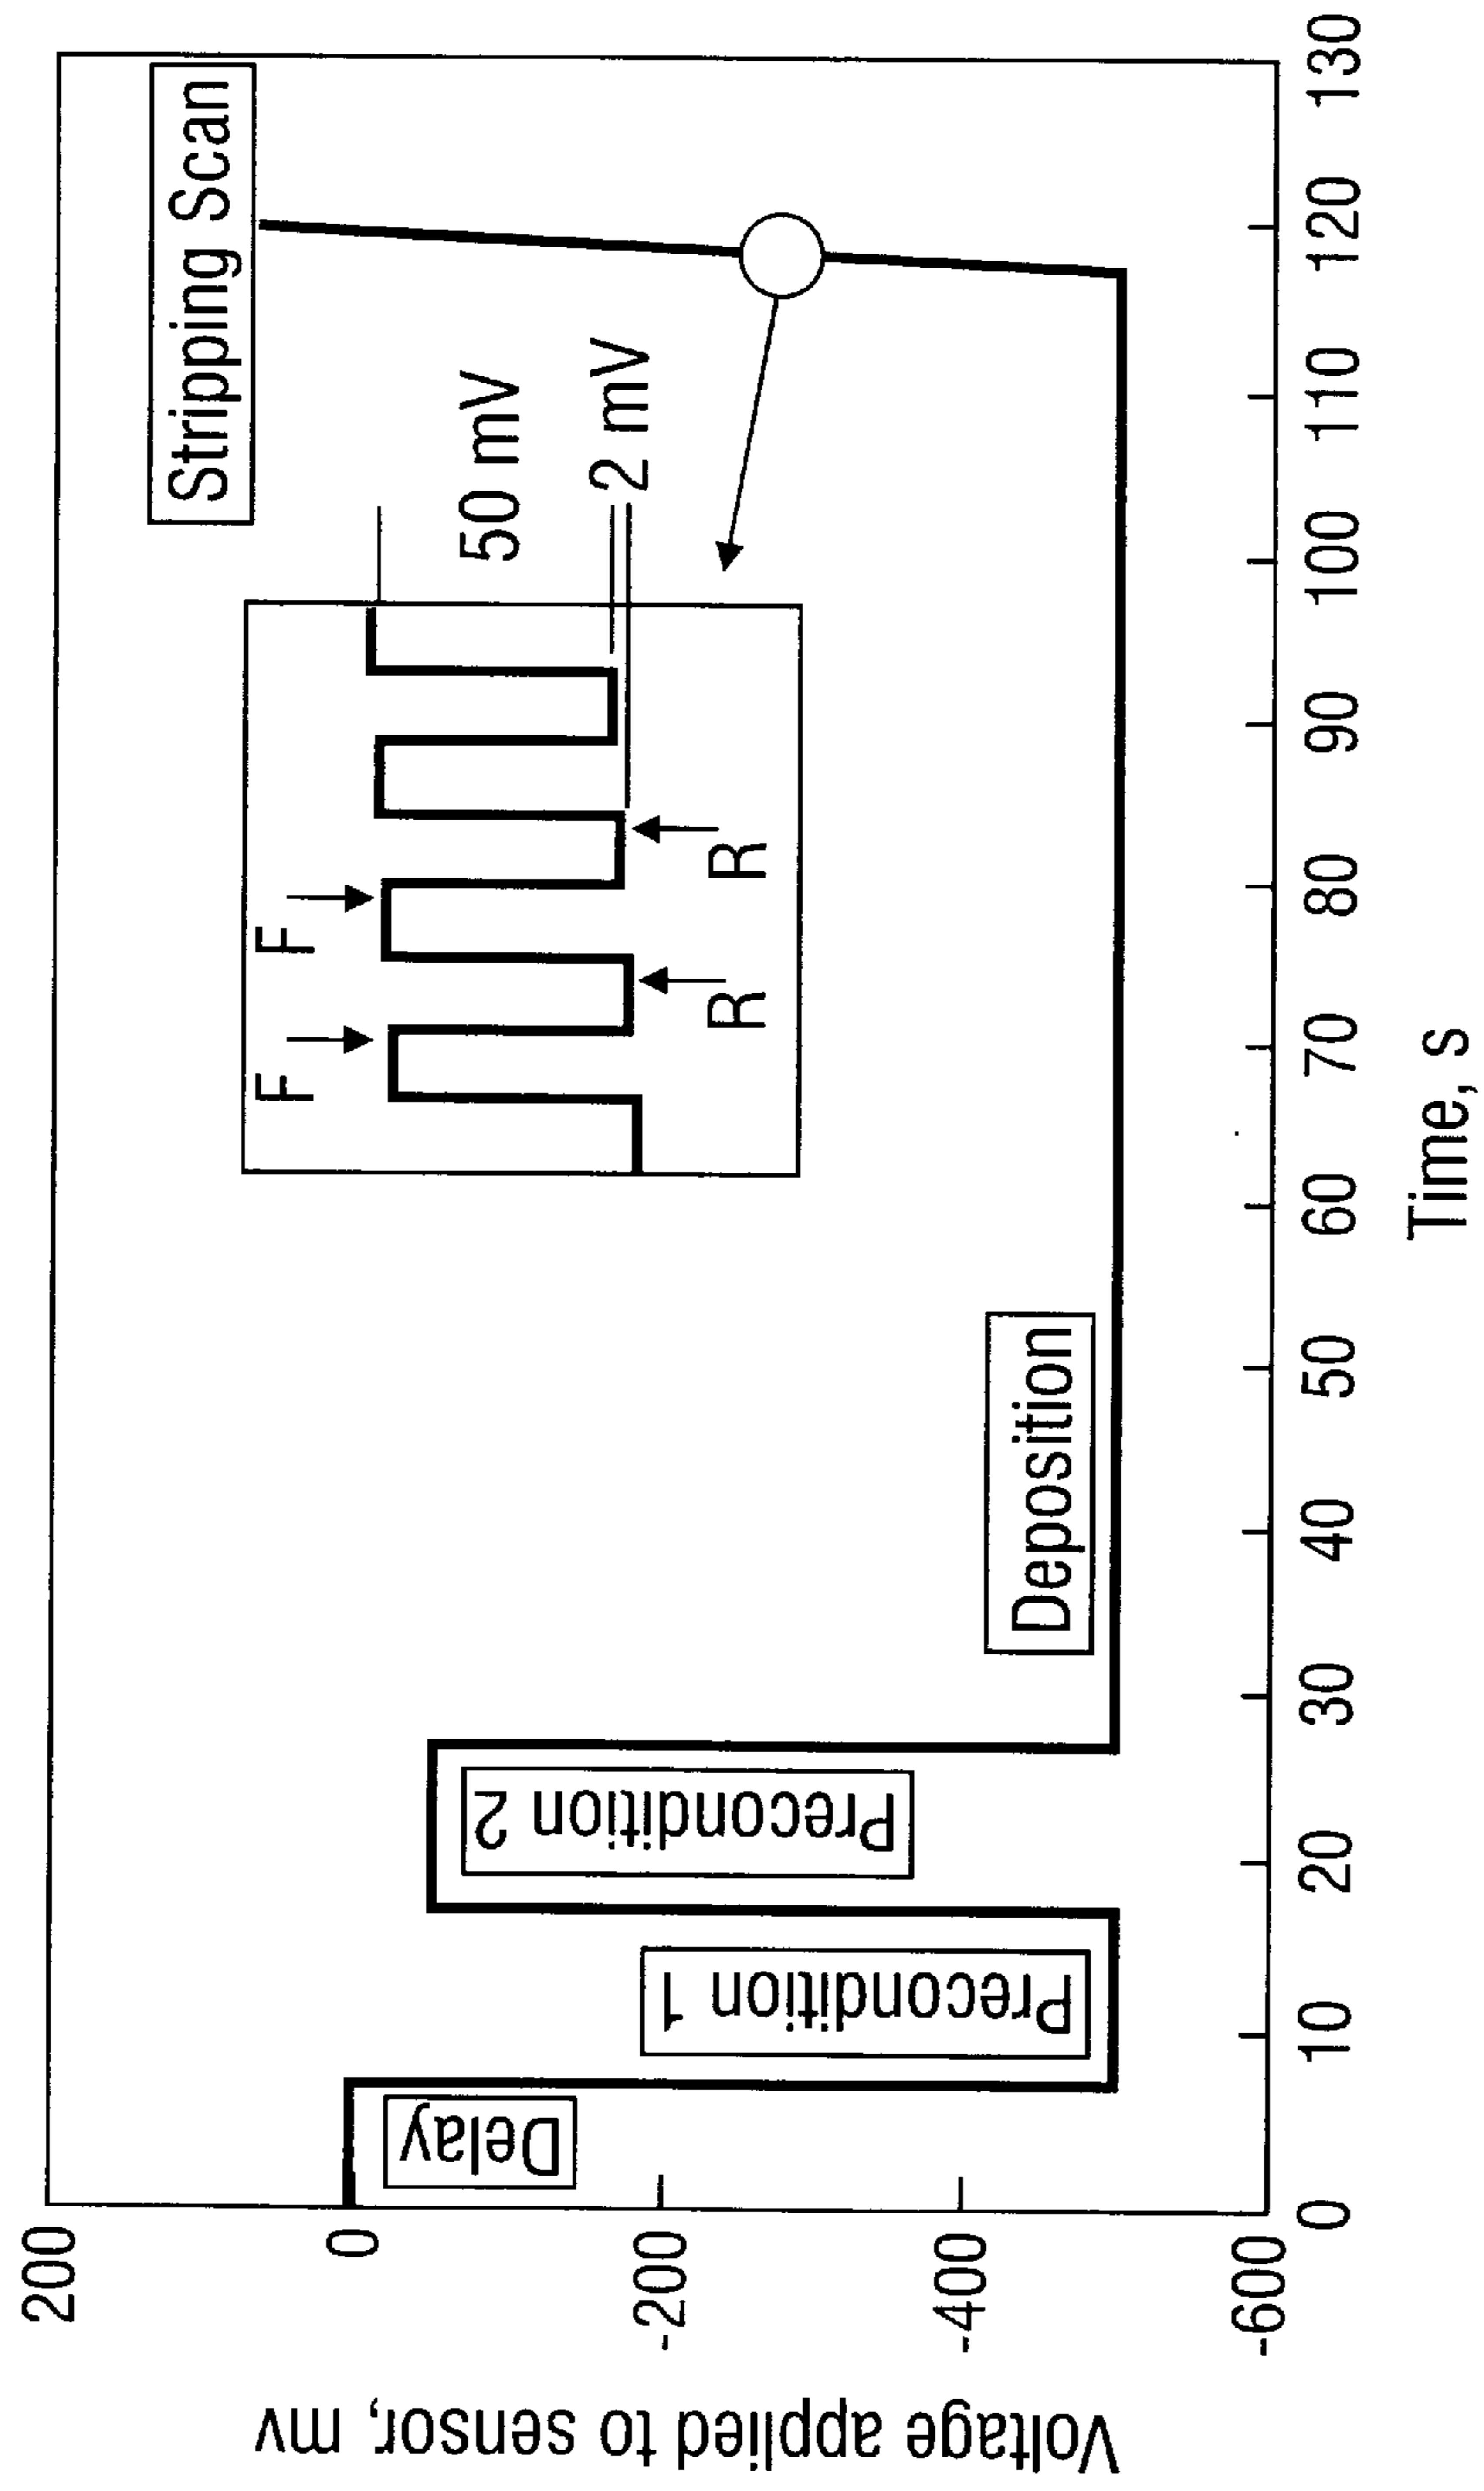 Voltage applied to sensor, mv
200
0
-200
-400
-600
Delay
Precondition 1
Precondition 2
Deposition
Stripping Scan
F
F
R
R
50 mV
2 mV
0
10
20
30
40
50
60
70
80
90
100
110
120
130
Time, s